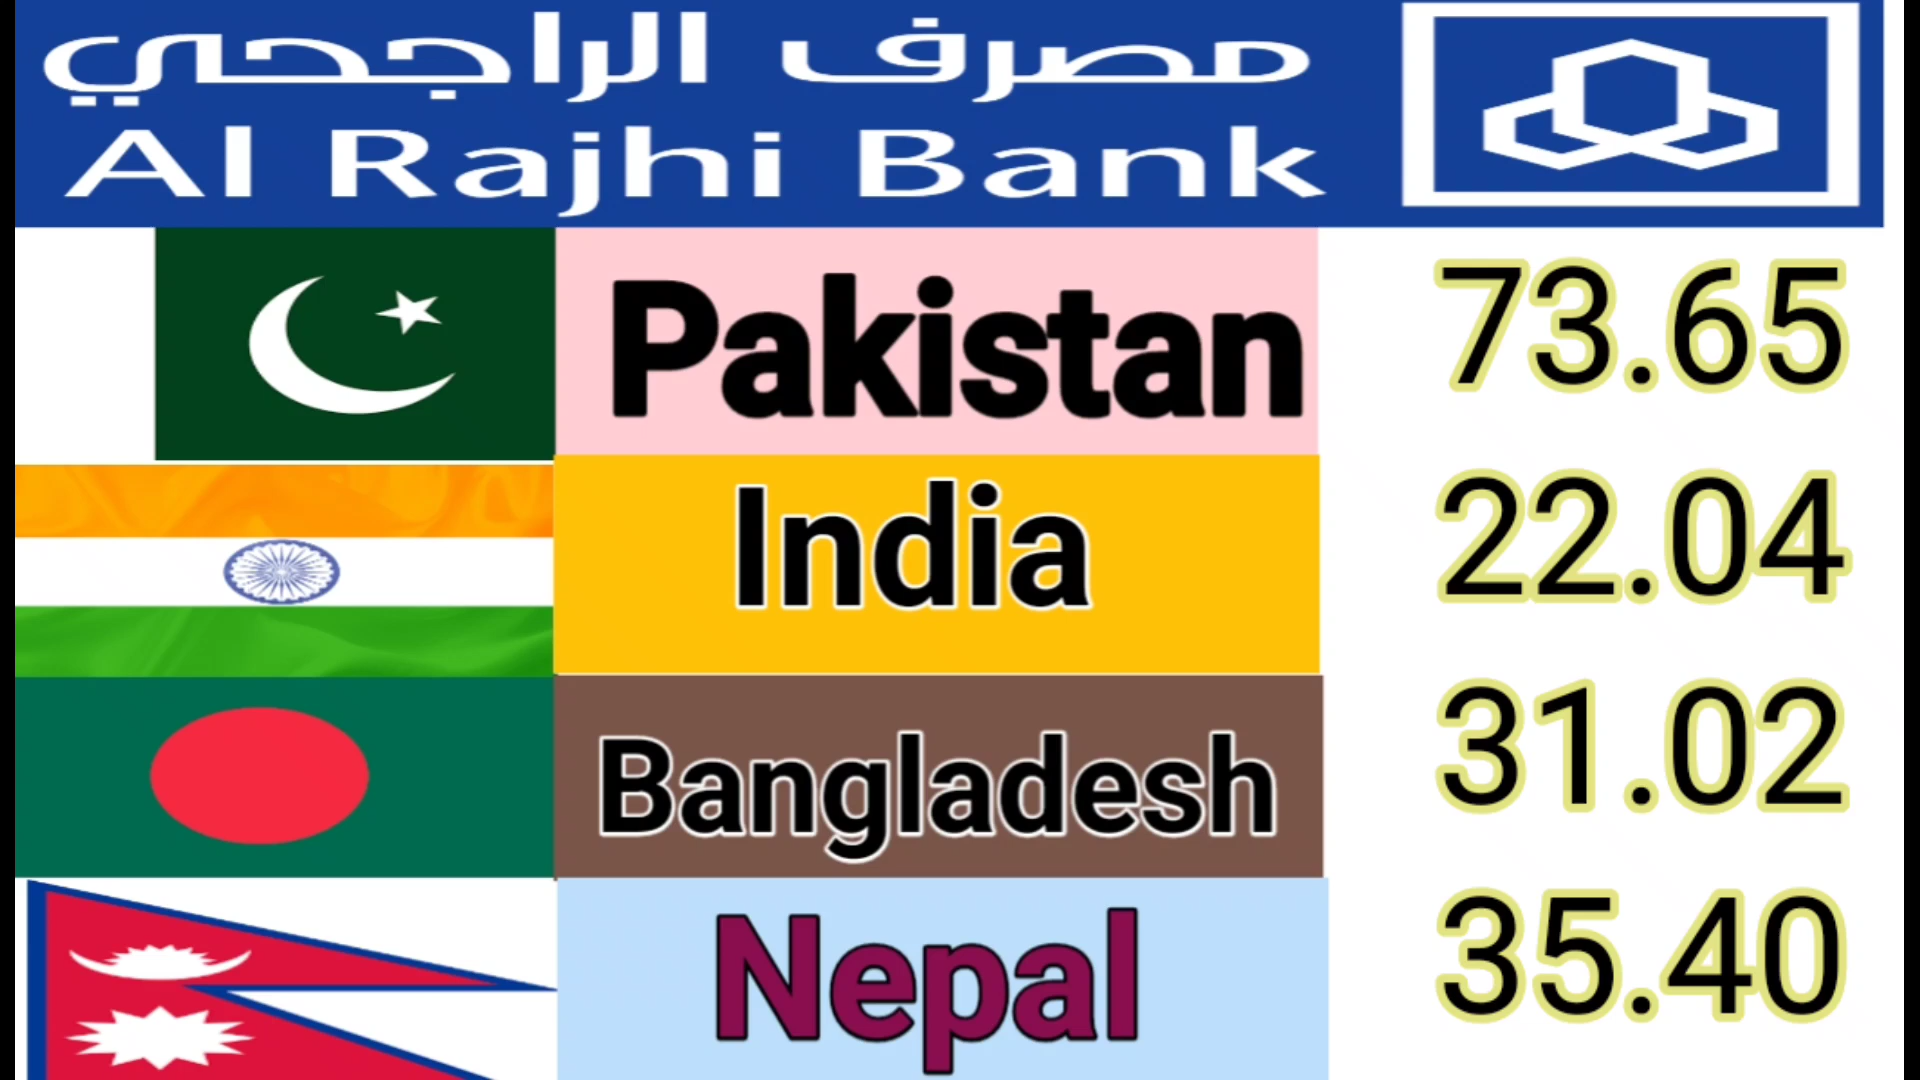 مصرف الراجحي
Al Rajhi Bank
Pakistan 73.65
India 22.04
Bangladesh 31.02
Nepal 35.40